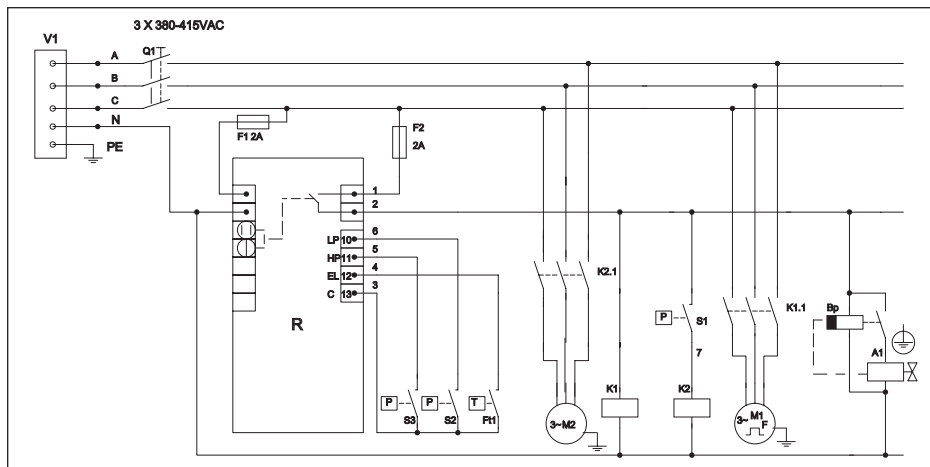 3 X 380-415VAC
V1
Q1
A
B
C
N
PE
F1 2A
F2
2A
1
2
6
LP 10
5
HP 11
4
EL 12
3
C 13
R
K2.1
P
S1
7
K1.1
Bp
A1
P
S3
P
S2
T
Ft1
3~ M2
K1
K2
3~ M1
F